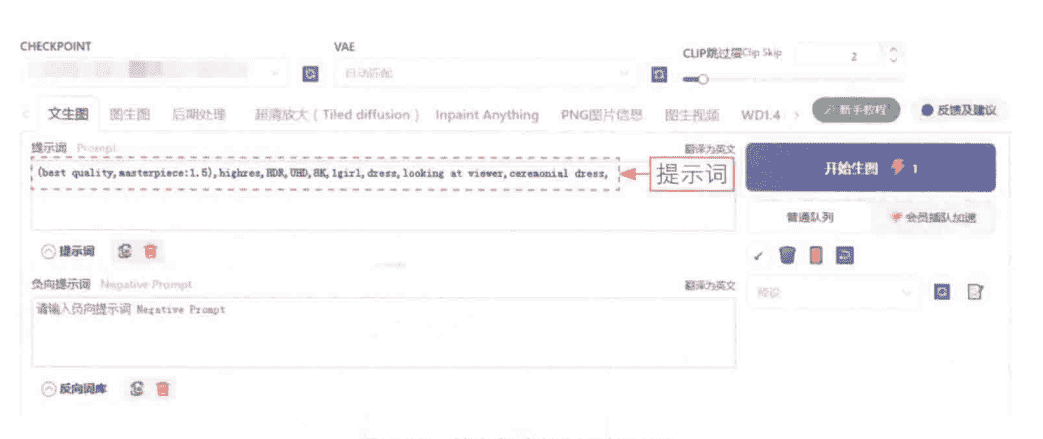 CHECKPOINT
VAE
CLIP跳过层Clip Skip
2
自动匹配
文生图 图生图 后期处理 超清放大 ( Tiled diffusion ) Inpaint Anything PNG图片信息 图生视频 WD1.4
新手教程
反馈及建议
提示词 Prompt
翻译为英文
(best quality,masterpiece:1.5),highres,HDR,UHD,8K,1girl,dress,looking at viewer,ceremonial dress,
提示词
开始生图 1
普通队列
会员插队加速
提示词
负向提示词 Negative Prompt
翻译为英文
预设
请输入负向提示词 Negative Prompt
反向词库